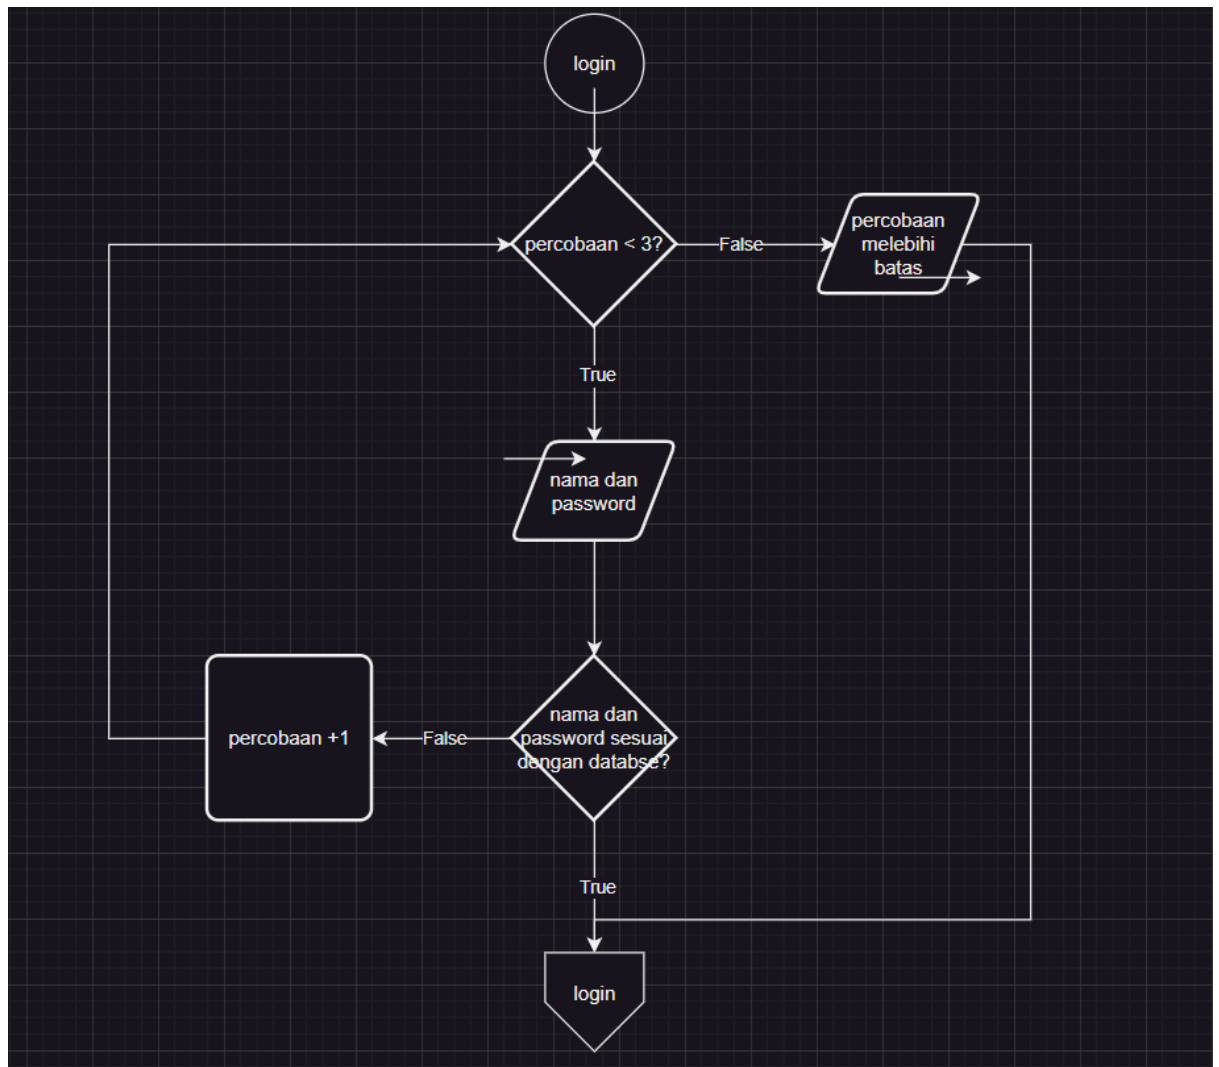 login
percobaan < 3?
False
percobaan
melebihi
batas
True
nama dan
password
nama dan
password sesuai
dengan databse?
False
percobaan +1
True
login